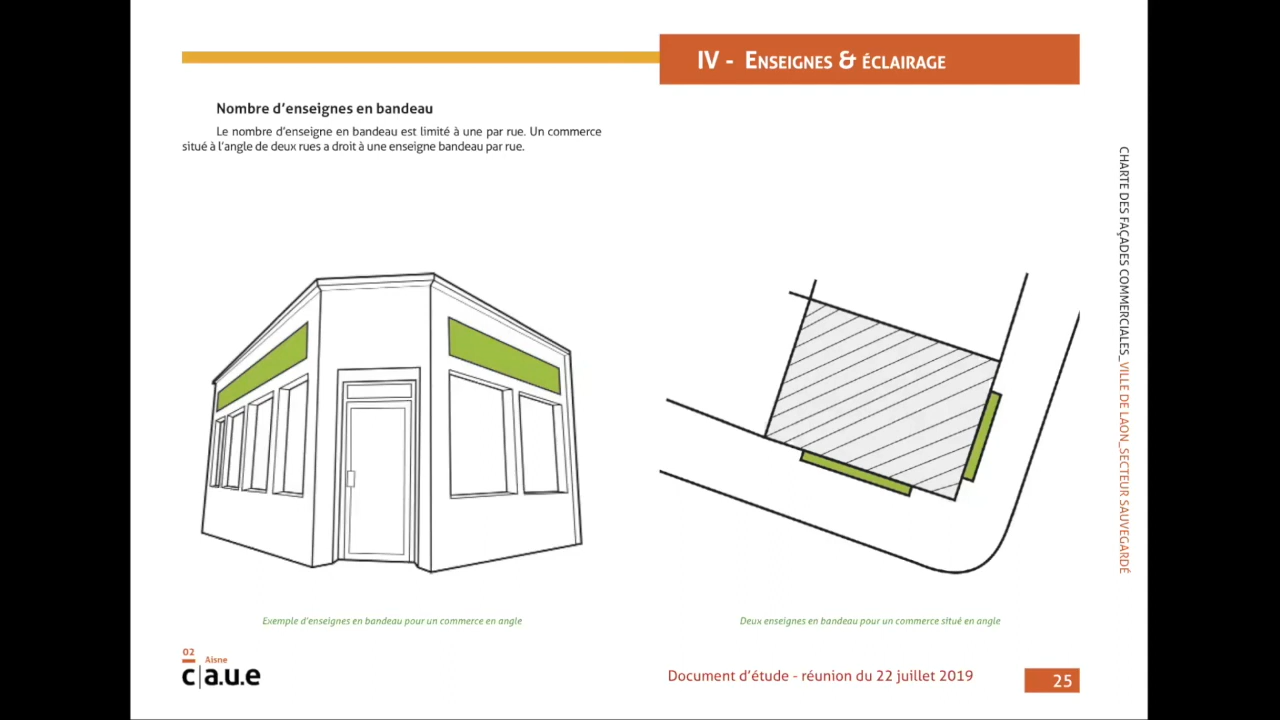 IV - Enseignes & éclairage
Nombre d'enseignes en bandeau
Le nombre d'enseigne en bandeau est limité à une par rue. Un commerce
situé à l'angle de deux rues a droit à une enseigne bandeau par rue.
CHARTE DES FAÇADES COMMERCIALES_VILLE DE LAON_SECTEUR SAUVEGARDÉ
Exemple d'enseignes en bandeau pour un commerce en angle
Deux enseignes en bandeau pour un commerce situé en angle
02
Aisne
c|a.u.e
Document d'étude - réunion du 22 juillet 2019
25